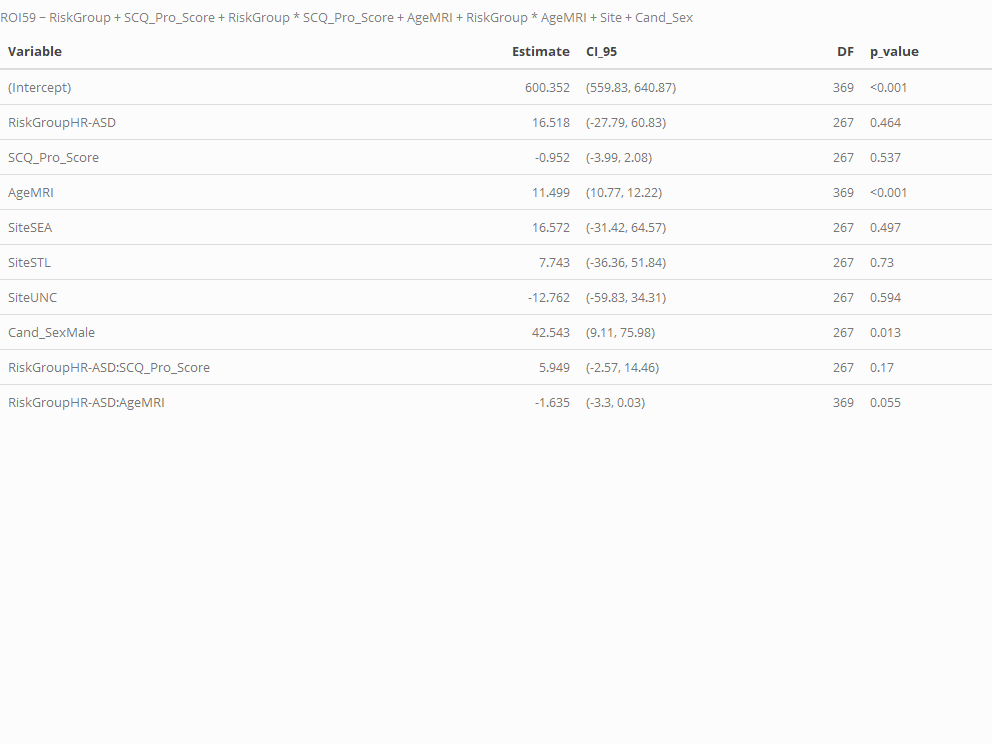 ROI59 ~ RiskGroup + SCQ_Pro_Score + RiskGroup * SCQ_Pro_Score + AgeMRI + RiskGroup * AgeMRI + Site + Cand_Sex
Variable Estimate CI_95 DF p_value
(Intercept) 600.352 (559.83, 640.87) 369 <0.001
RiskGroupHR-ASD 16.518 (-27.79, 60.83) 267 0.464
SCQ_Pro_Score -0.952 (-3.99, 2.08) 267 0.537
AgeMRI 11.499 (10.77, 12.22) 369 <0.001
SiteSEA 16.572 (-31.42, 64.57) 267 0.497
SiteSTL 7.743 (-36.36, 51.84) 267 0.73
SiteUNC -12.762 (-59.83, 34.31) 267 0.594
Cand_SexMale 42.543 (9.11, 75.98) 267 0.013
RiskGroupHR-ASD:SCQ_Pro_Score 5.949 (-2.57, 14.46) 267 0.17
RiskGroupHR-ASD:AgeMRI -1.635 (-3.3, 0.03) 369 0.055